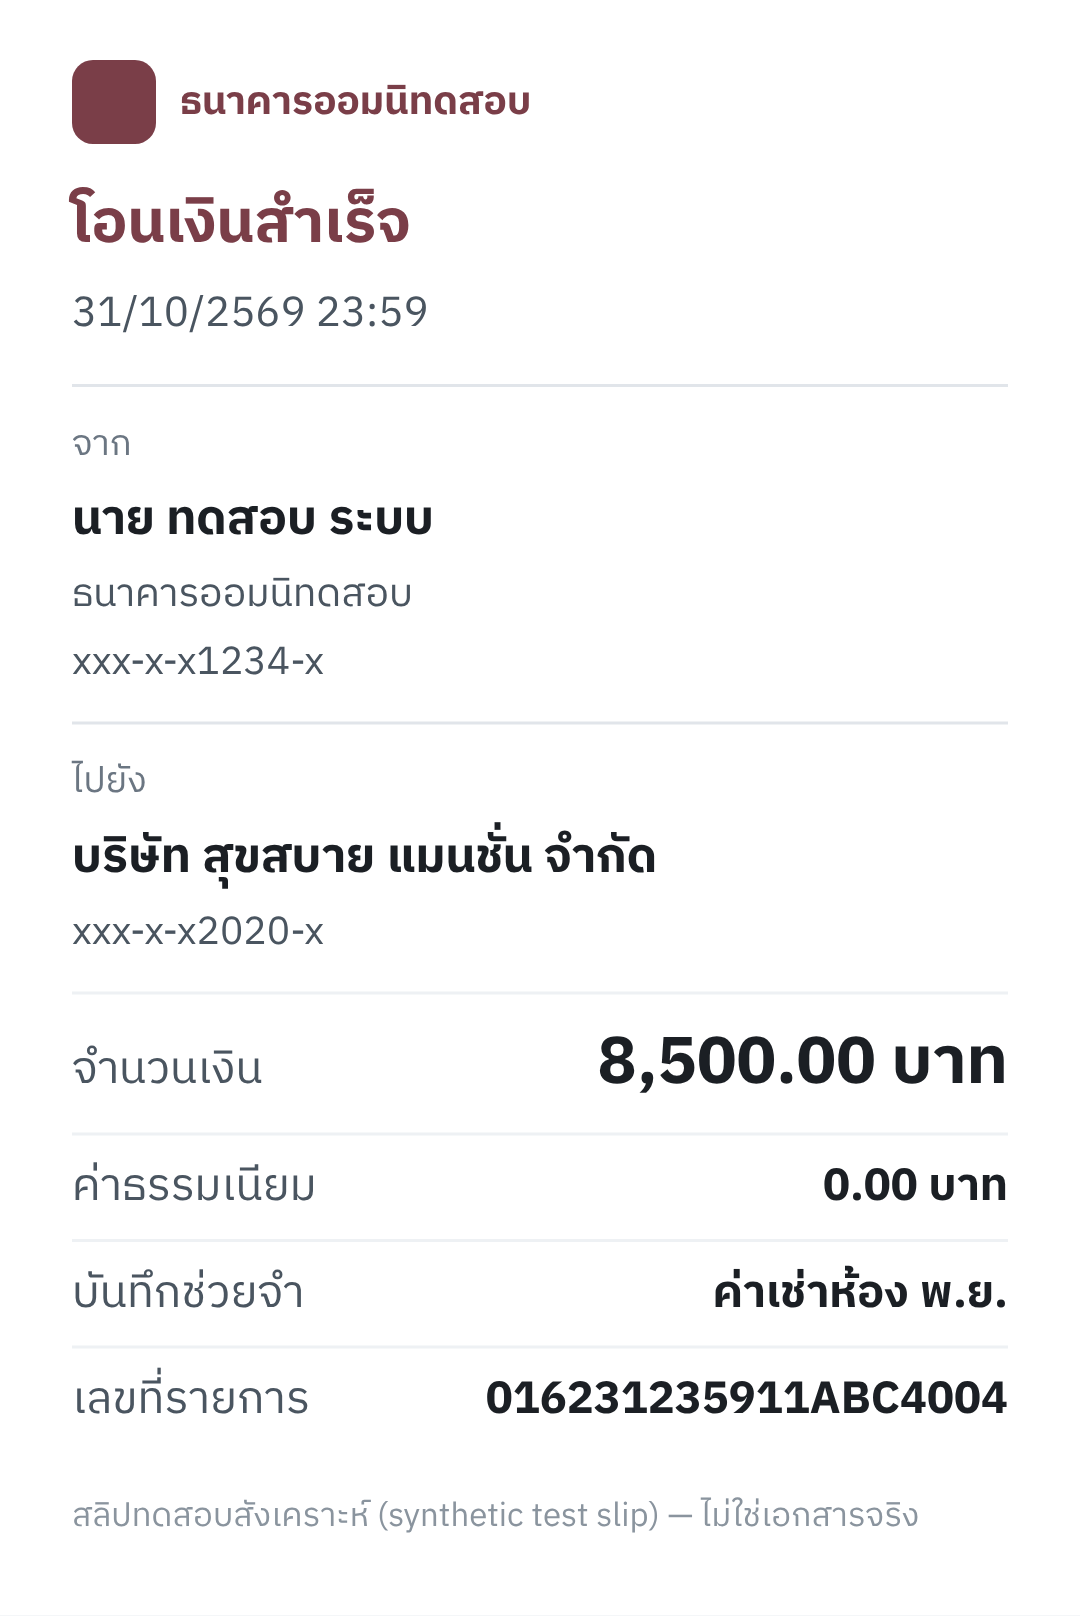 ธนาคารออมนิทดสอบ
โอนเงินสำเร็จ
31/10/2569 23:59
จาก
นาย ทดสอบ ระบบ
ธนาคารออมนิทดสอบ
xxx-x-x1234-x
ไปยัง
บริษัท สุขสบาย แมนชั่น จำกัด
xxx-x-x2020-x
จำนวนเงิน 8,500.00 บาท
ค่าธรรมเนียม 0.00 บาท
บันทึกช่วยจำ ค่าเช่าห้อง พ.ย.
เลขที่รายการ 016231235911ABC4004
สลิปทดสอบสังเคราะห์ (synthetic test slip) — ไม่ใช่เอกสารจริง